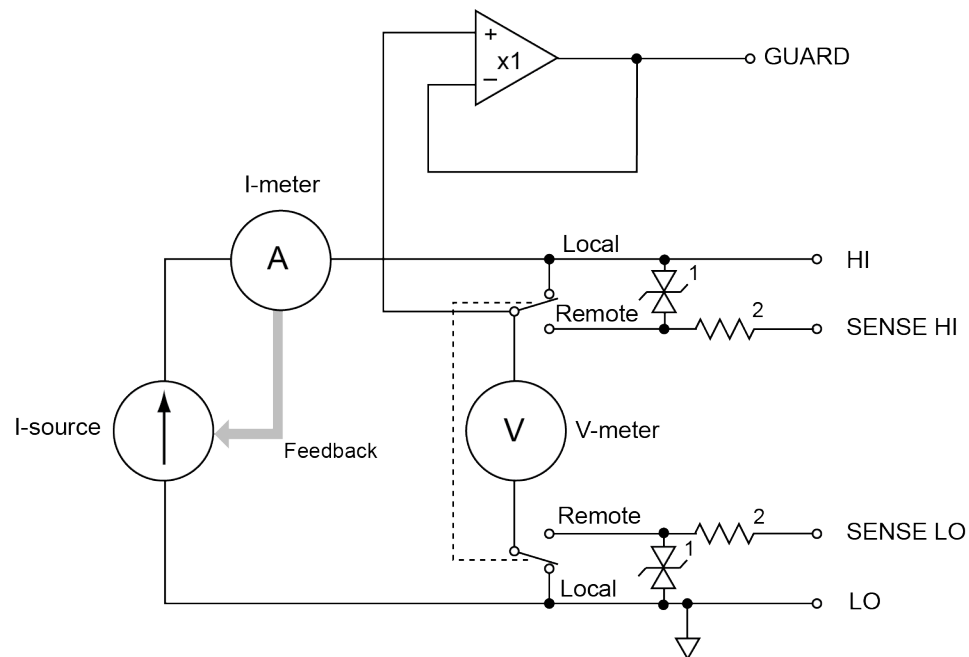 +
x1
−
GUARD
I-meter
A
Local
HI
1
Remote
2
SENSE HI
I-source
V
V-meter
Feedback
Remote
2
SENSE LO
1
Local
LO